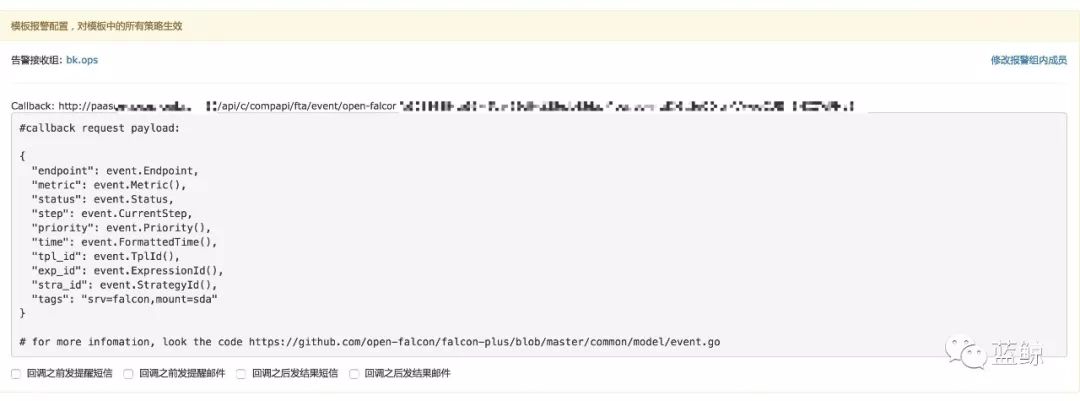 模板报警配置，对模板中的所有策略生效
告警接收组: bk.ops 修改报警组内成员
Callback: http://paas /api/c/compapi/fta/event/open-falcor
#callback request payload:
{
"endpoint": event.Endpoint,
"metric": event.Metric(),
"status": event.Status,
"step": event.CurrentStep,
"priority": event.Priority(),
"time": event.FormattedTime(),
"tpl_id": event.TplId(),
"exp_id": event.ExpressionId(),
"stra_id": event.StrategyId(),
"tags": "srv=falcon,mount=sda"
}
# for more infomation, look the code https://github.com/open-falcon/falcon-plus/blob/master/common/model/event.go
蓝鲸
回调之前发提醒短信 回调之前发提醒邮件 回调之后发结果短信 回调之后发结果邮件